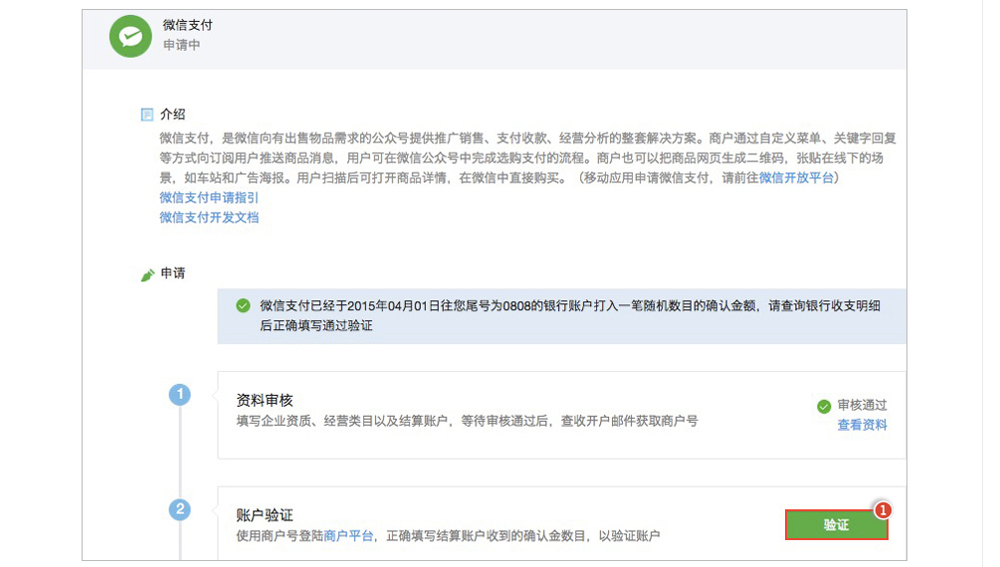 微信支付
申请中
介绍
微信支付，是微信向有出售物品需求的公众号提供推广销售、支付收款、经营分析的整套解决方案。商户通过自定义菜单、关键字回复
等方式向订阅用户推送商品消息，用户可在微信公众号中完成选购支付的流程。商户也可以把商品网页生成二维码，张贴在线下的场
景，如车站和广告海报。用户扫描后可打开商品详情，在微信中直接购买。（移动应用申请微信支付，请前往微信开放平台）
微信支付申请指引
微信支付开发文档
申请
微信支付已经于2015年04月01日往您尾号为0808的银行账户打入一笔随机数目的确认金额，请查询银行收支明细
后正确填写通过验证
1
资料审核
填写企业资质、经营类目以及结算账户，等待审核通过后，查收开户邮件获取商户号
审核通过
查看资料
2
账户验证
使用商户号登陆商户平台，正确填写结算账户收到的确认金数目，以验证账户
验证
1